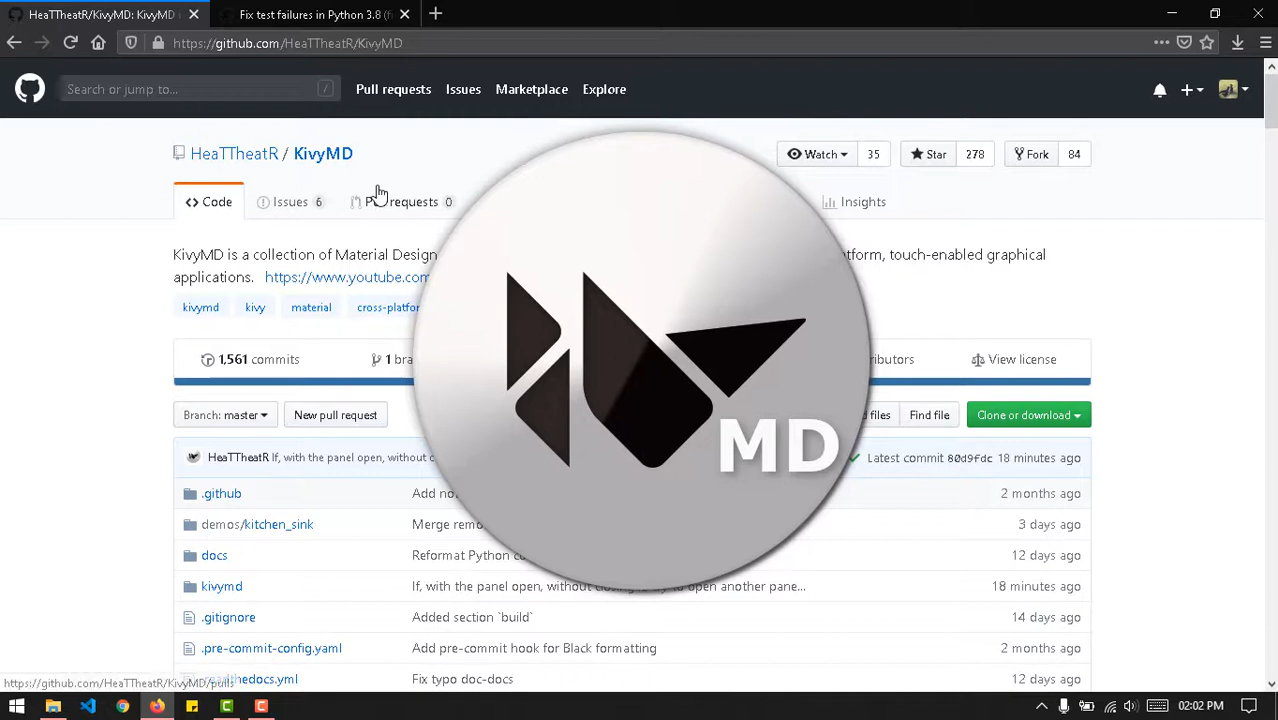 HeaTTheatR/KivyMD: KivyMD
Fix test failures in Python 3.8 (f
https://github.com/HeaTTheatR/KivyMD
Search or jump to...
/
Pull requests
Issues
Marketplace
Explore
HeaTTheatR / KivyMD
Watch 35
Star 278
Fork 84
Code
Issues 6
requests 0
Insights
KivyMD is a collection of Material Design
tform, touch-enabled graphical
applications. https://www.youtube.com
kivymd
kivy
material
cross-platfor
1,561 commits
1 bra
ributors
View license
Branch: master
New pull request
d files
Find file
Clone or download
HeaTTheatR If, with the panel open, without
Latest commit 80d9fdc 18 minutes ago
.github
Add no
2 months ago
demos/kitchen_sink
Merge remo
3 days ago
docs
Reformat Python co
12 days ago
kivymd
If, with the panel open, without closing to try to open another pane...
18 minutes ago
.gitignore
Added section `build`
14 days ago
.pre-commit-config.yaml
Add pre-commit hook for Black formatting
2 months ago
thedocs.yml
Fix typo doc-docs
12 days ago
MD
https://github.com/HeaTTheatR/KivyMD/pulls
02:02 PM